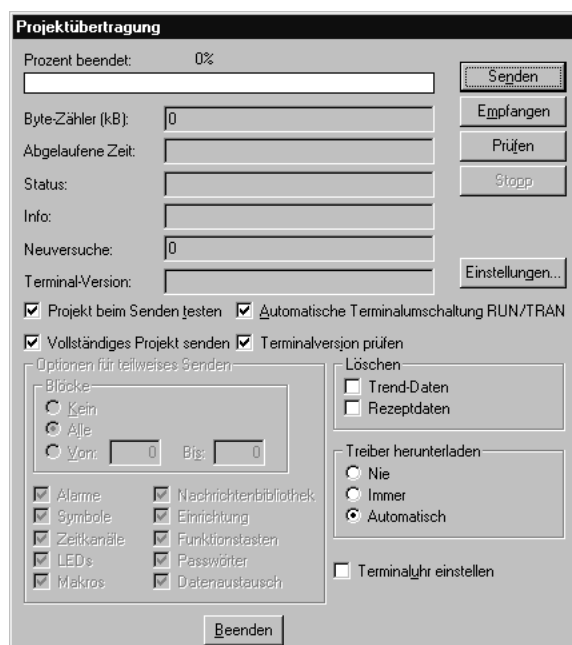 Projektübertragung
Prozent beendet: 0%
Senden
Byte-Zähler (kB): 0
Empfangen
Abgelaufene Zeit:
Prüfen
Status:
Stopp
Info:
Neuversuche: 0
Terminal-Version:
Einstellungen...
Projekt beim Senden testen
Automatische Terminalumschaltung RUN/TRAN
Vollständiges Projekt senden
Terminalversion prüfen
Optionen für teilweises Senden
Blöcke
Kein
Alle
Von: 0 Bis: 0
Alarme
Nachrichtenbibliothek
Symbole
Einrichtung
Zeitkanäle
Funktionstasten
LEDs
Passwörter
Makros
Datenaustausch
Löschen
Trend-Daten
Rezeptdaten
Treiber herunterladen
Nie
Immer
Automatisch
Terminaluhr einstellen
Beenden